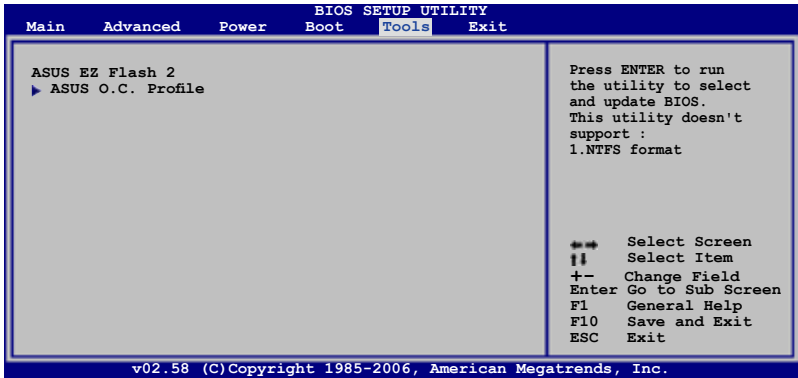 BIOS SETUP UTILITY
Main Advanced Power Boot Tools Exit
ASUS EZ Flash 2
ASUS O.C. Profile
Press ENTER to run
the utility to select
and update BIOS.
This utility doesn't
support :
1.NTFS format
Select Screen
Select Item
+- Change Field
Enter Go to Sub Screen
F1 General Help
F10 Save and Exit
ESC Exit
v02.58 (C)Copyright 1985-2006, American Megatrends, Inc.